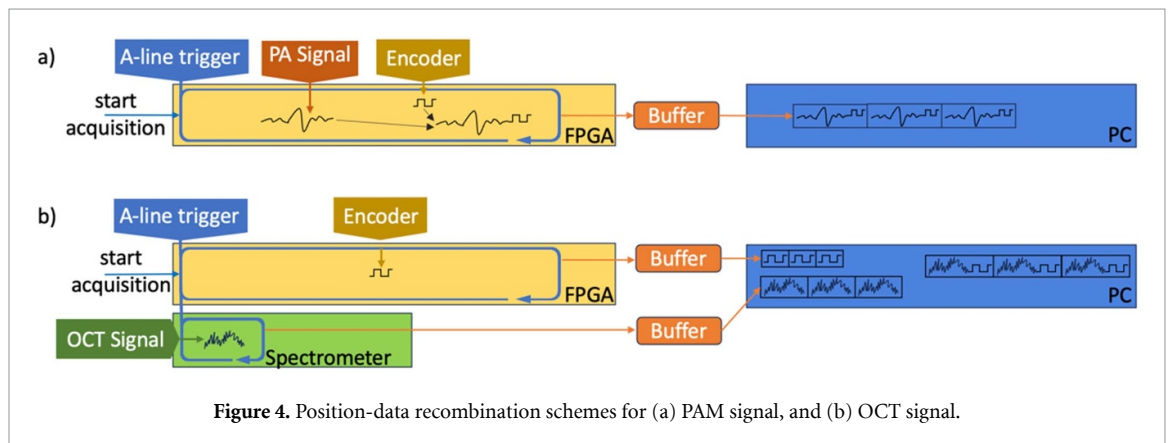 a)
A-line trigger
PA Signal
Encoder
start
acquisition
FPGA
Buffer
PC
b)
A-line trigger
Encoder
start
acquisition
FPGA
Buffer
PC
OCT Signal
Spectrometer
Buffer
Figure 4. Position-data recombination schemes for (a) PAM signal, and (b) OCT signal.